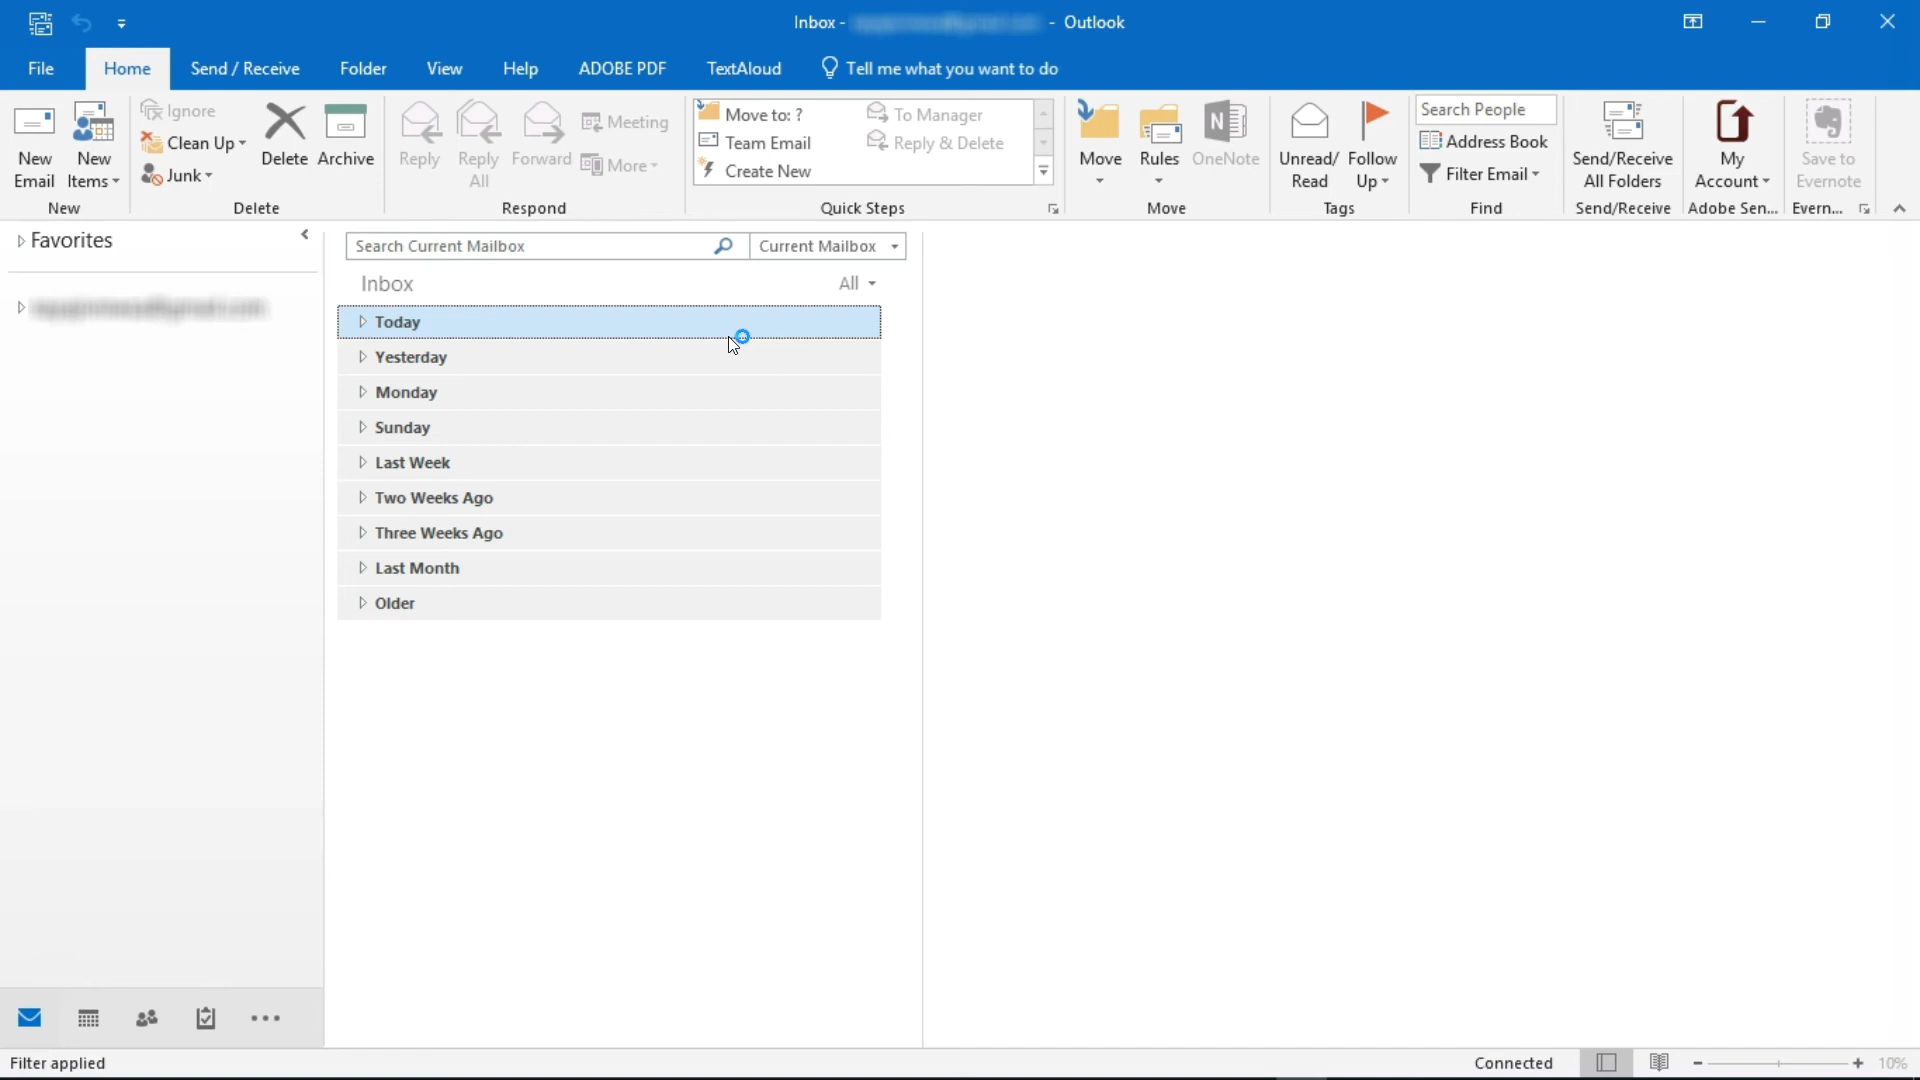 Inbox - - Outlook
File Home Send / Receive Folder View Help ADOBE PDF TextAloud Tell me what you want to do
New Email
New Items
New
Ignore
Clean Up
Junk
Delete
Archive
Delete
Reply
Reply All
Forward
Meeting
More
Respond
Move to: ?
Team Email
Create New
To Manager
Reply & Delete
Quick Steps
Move
Rules
OneNote
Move
Unread/ Read
Follow Up
Tags
Search People
Address Book
Filter Email
Find
Send/Receive All Folders
Send/Receive
My Account
Adobe Sen...
Save to Evernote
Evern...
Favorites
Search Current Mailbox Current Mailbox
Inbox All
Today
Yesterday
Monday
Sunday
Last Week
Two Weeks Ago
Three Weeks Ago
Last Month
Older
Filter applied Connected 10%